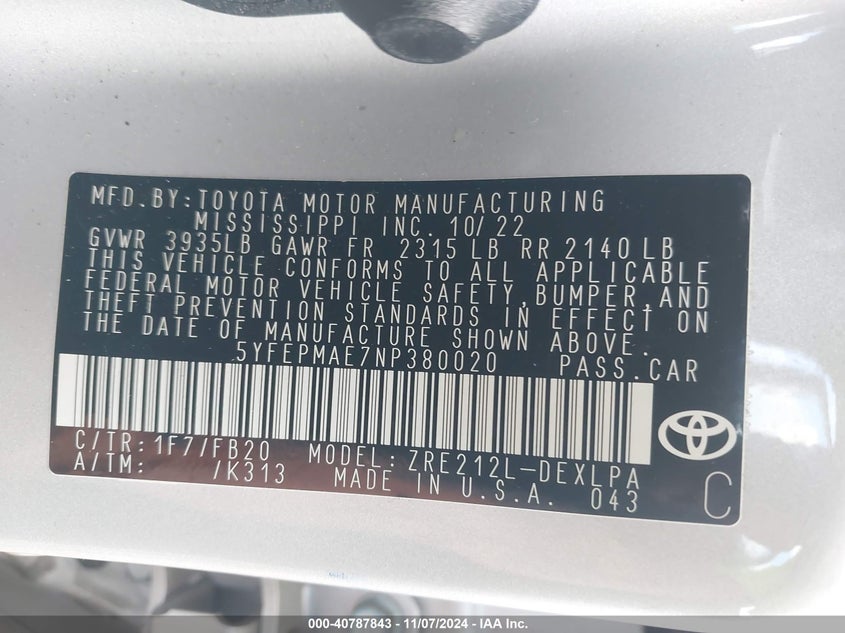 MFD.BY:TOYOTA MOTOR MANUFACTURING
MISSISSIPPI INC. 10/22
GVWR 3935LB GAWR FR 2315 LB RR 2140 LB
THIS VEHICLE CONFORMS TO ALL APPLICABLE
FEDERAL MOTOR VEHICLE SAFETY,BUMPER,AND
THEFT PREVENTION STANDARDS IN EFFECT ON
THE DATE OF MANUFACTURE SHOWN ABOVE.
5YFEPMAE7NP380020 PASS.CAR
C/TR: 1F7/FB20 MODEL: ZRE212L-DEXLPA
A/TM: /K313 MADE IN U.S.A. 043
C
000-40787843 | 11/07/2024 - IAA Inc.